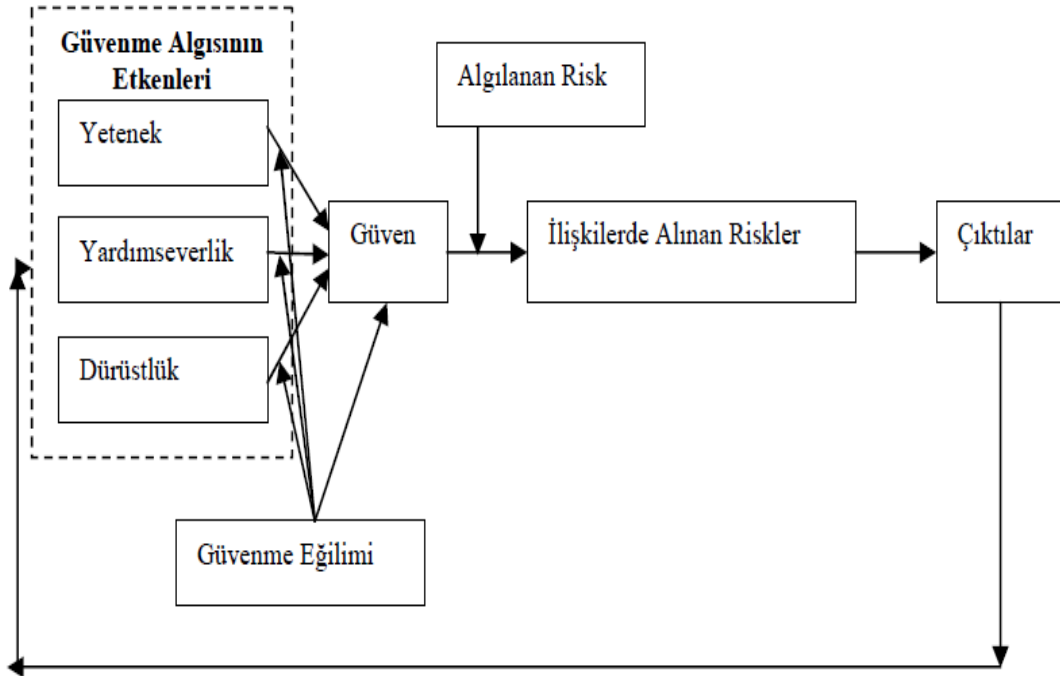 Güvenme Algısının
Etkenleri
Yetenek
Yardımseverlik
Dürüstlük
Güvenme Eğilimi
Güven
Algılanan Risk
İlişkilerde Alınan Riskler
Çıktılar